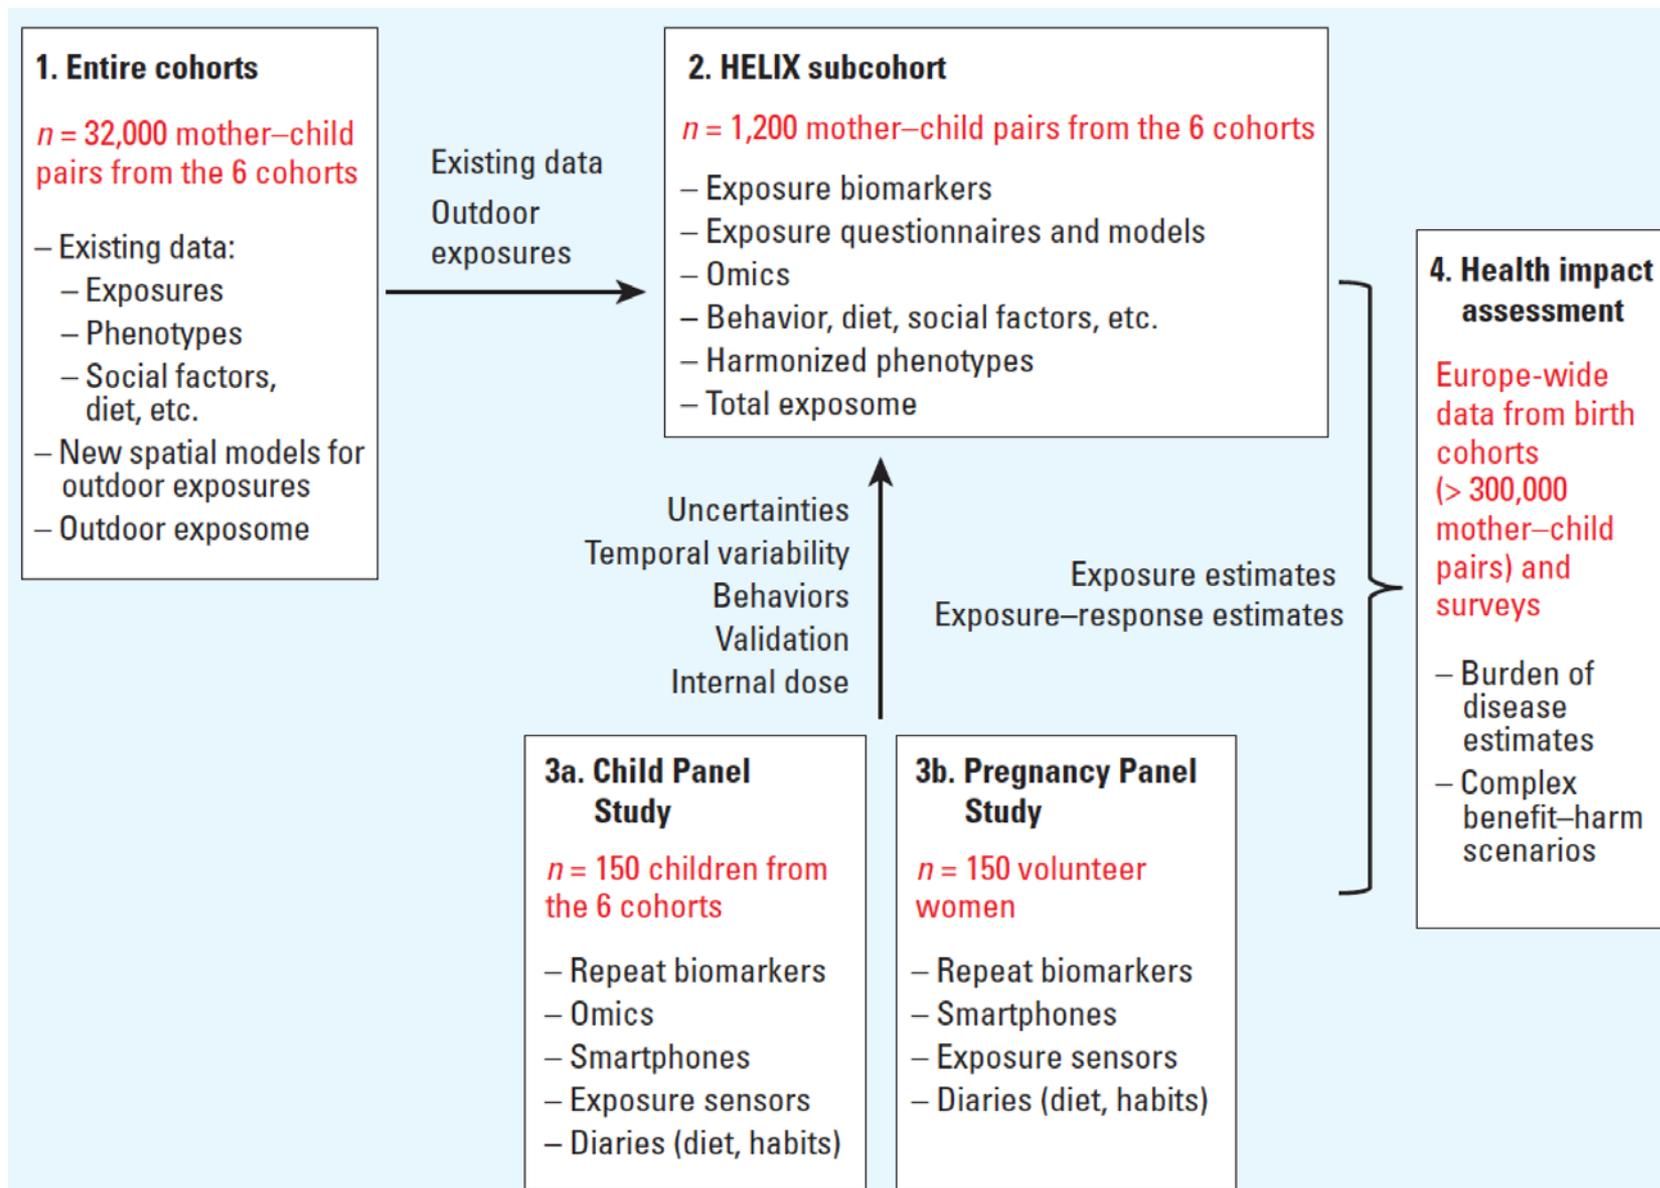 1. Entire cohorts
n = 32,000 mother–child
pairs from the 6 cohorts
– Existing data:
– Exposures
– Phenotypes
– Social factors,
diet, etc.
– New spatial models for
outdoor exposures
– Outdoor exposome
Existing data
Outdoor
exposures
2. HELIX subcohort
n = 1,200 mother–child pairs from the 6 cohorts
– Exposure biomarkers
– Exposure questionnaires and models
– Omics
– Behavior, diet, social factors, etc.
– Harmonized phenotypes
– Total exposome
Uncertainties
Temporal variability
Behaviors
Validation
Internal dose
Exposure estimates
Exposure–response estimates
3a. Child Panel
Study
n = 150 children from
the 6 cohorts
– Repeat biomarkers
– Omics
– Smartphones
– Exposure sensors
– Diaries (diet, habits)
3b. Pregnancy Panel
Study
n = 150 volunteer
women
– Repeat biomarkers
– Smartphones
– Exposure sensors
– Diaries (diet, habits)
4. Health impact
assessment
Europe-wide
data from birth
cohorts
(> 300,000
mother–child
pairs) and
surveys
– Burden of
disease
estimates
– Complex
benefit–harm
scenarios